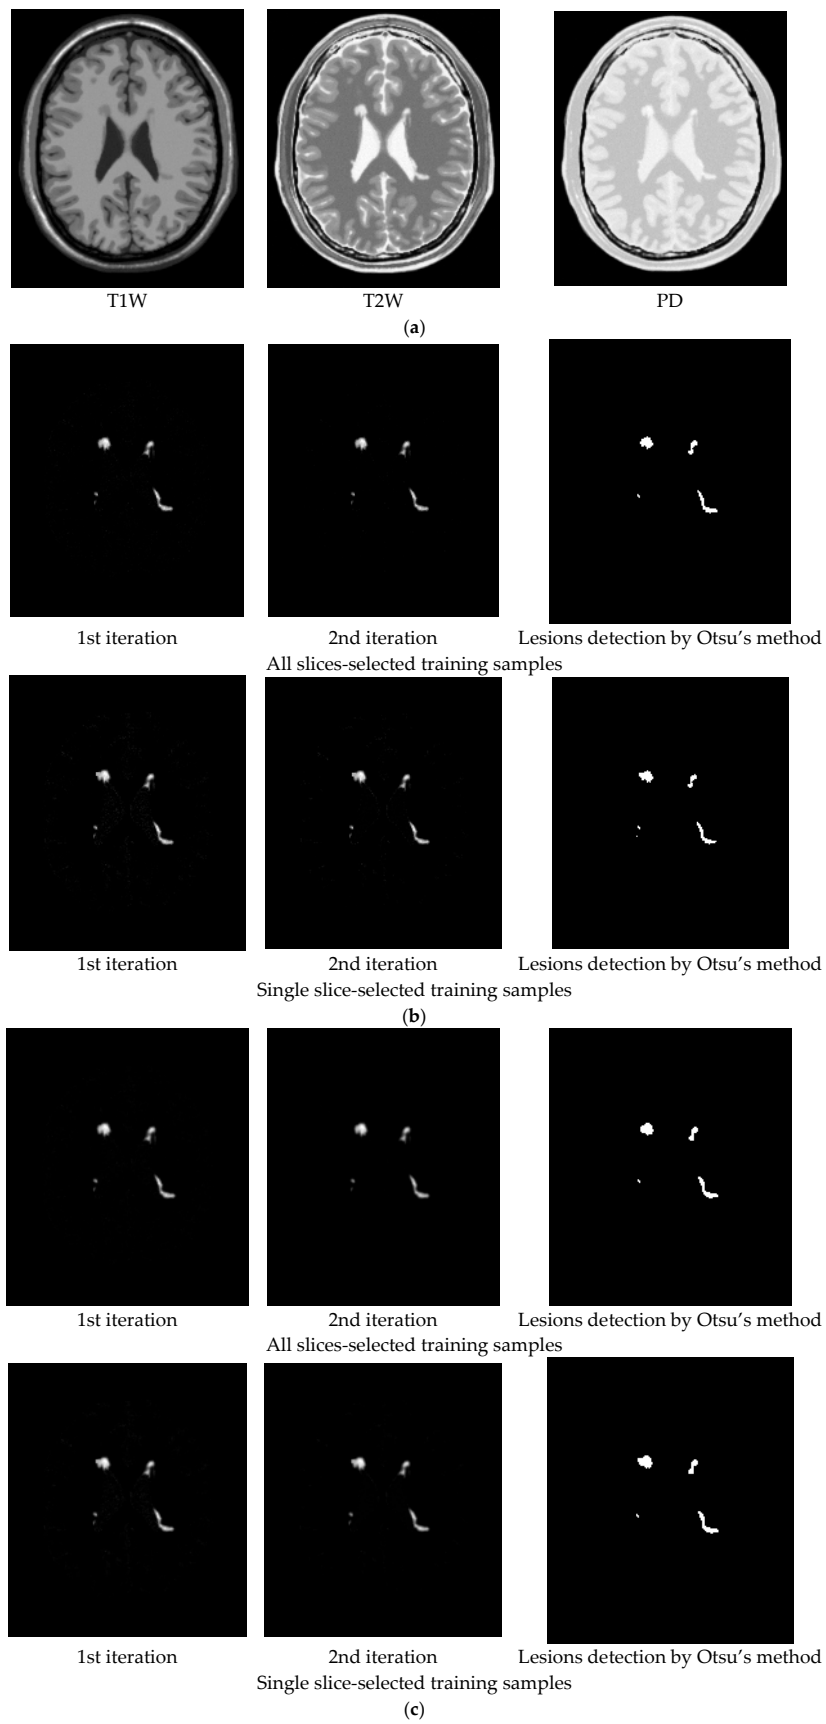 T1W T2W PD
(a)
1st iteration 2nd iteration Lesions detection by Otsu’s method
All slices-selected training samples
1st iteration 2nd iteration Lesions detection by Otsu’s method
Single slice-selected training samples
(b)
1st iteration 2nd iteration Lesions detection by Otsu’s method
All slices-selected training samples
1st iteration 2nd iteration Lesions detection by Otsu’s method
Single slice-selected training samples
(c)